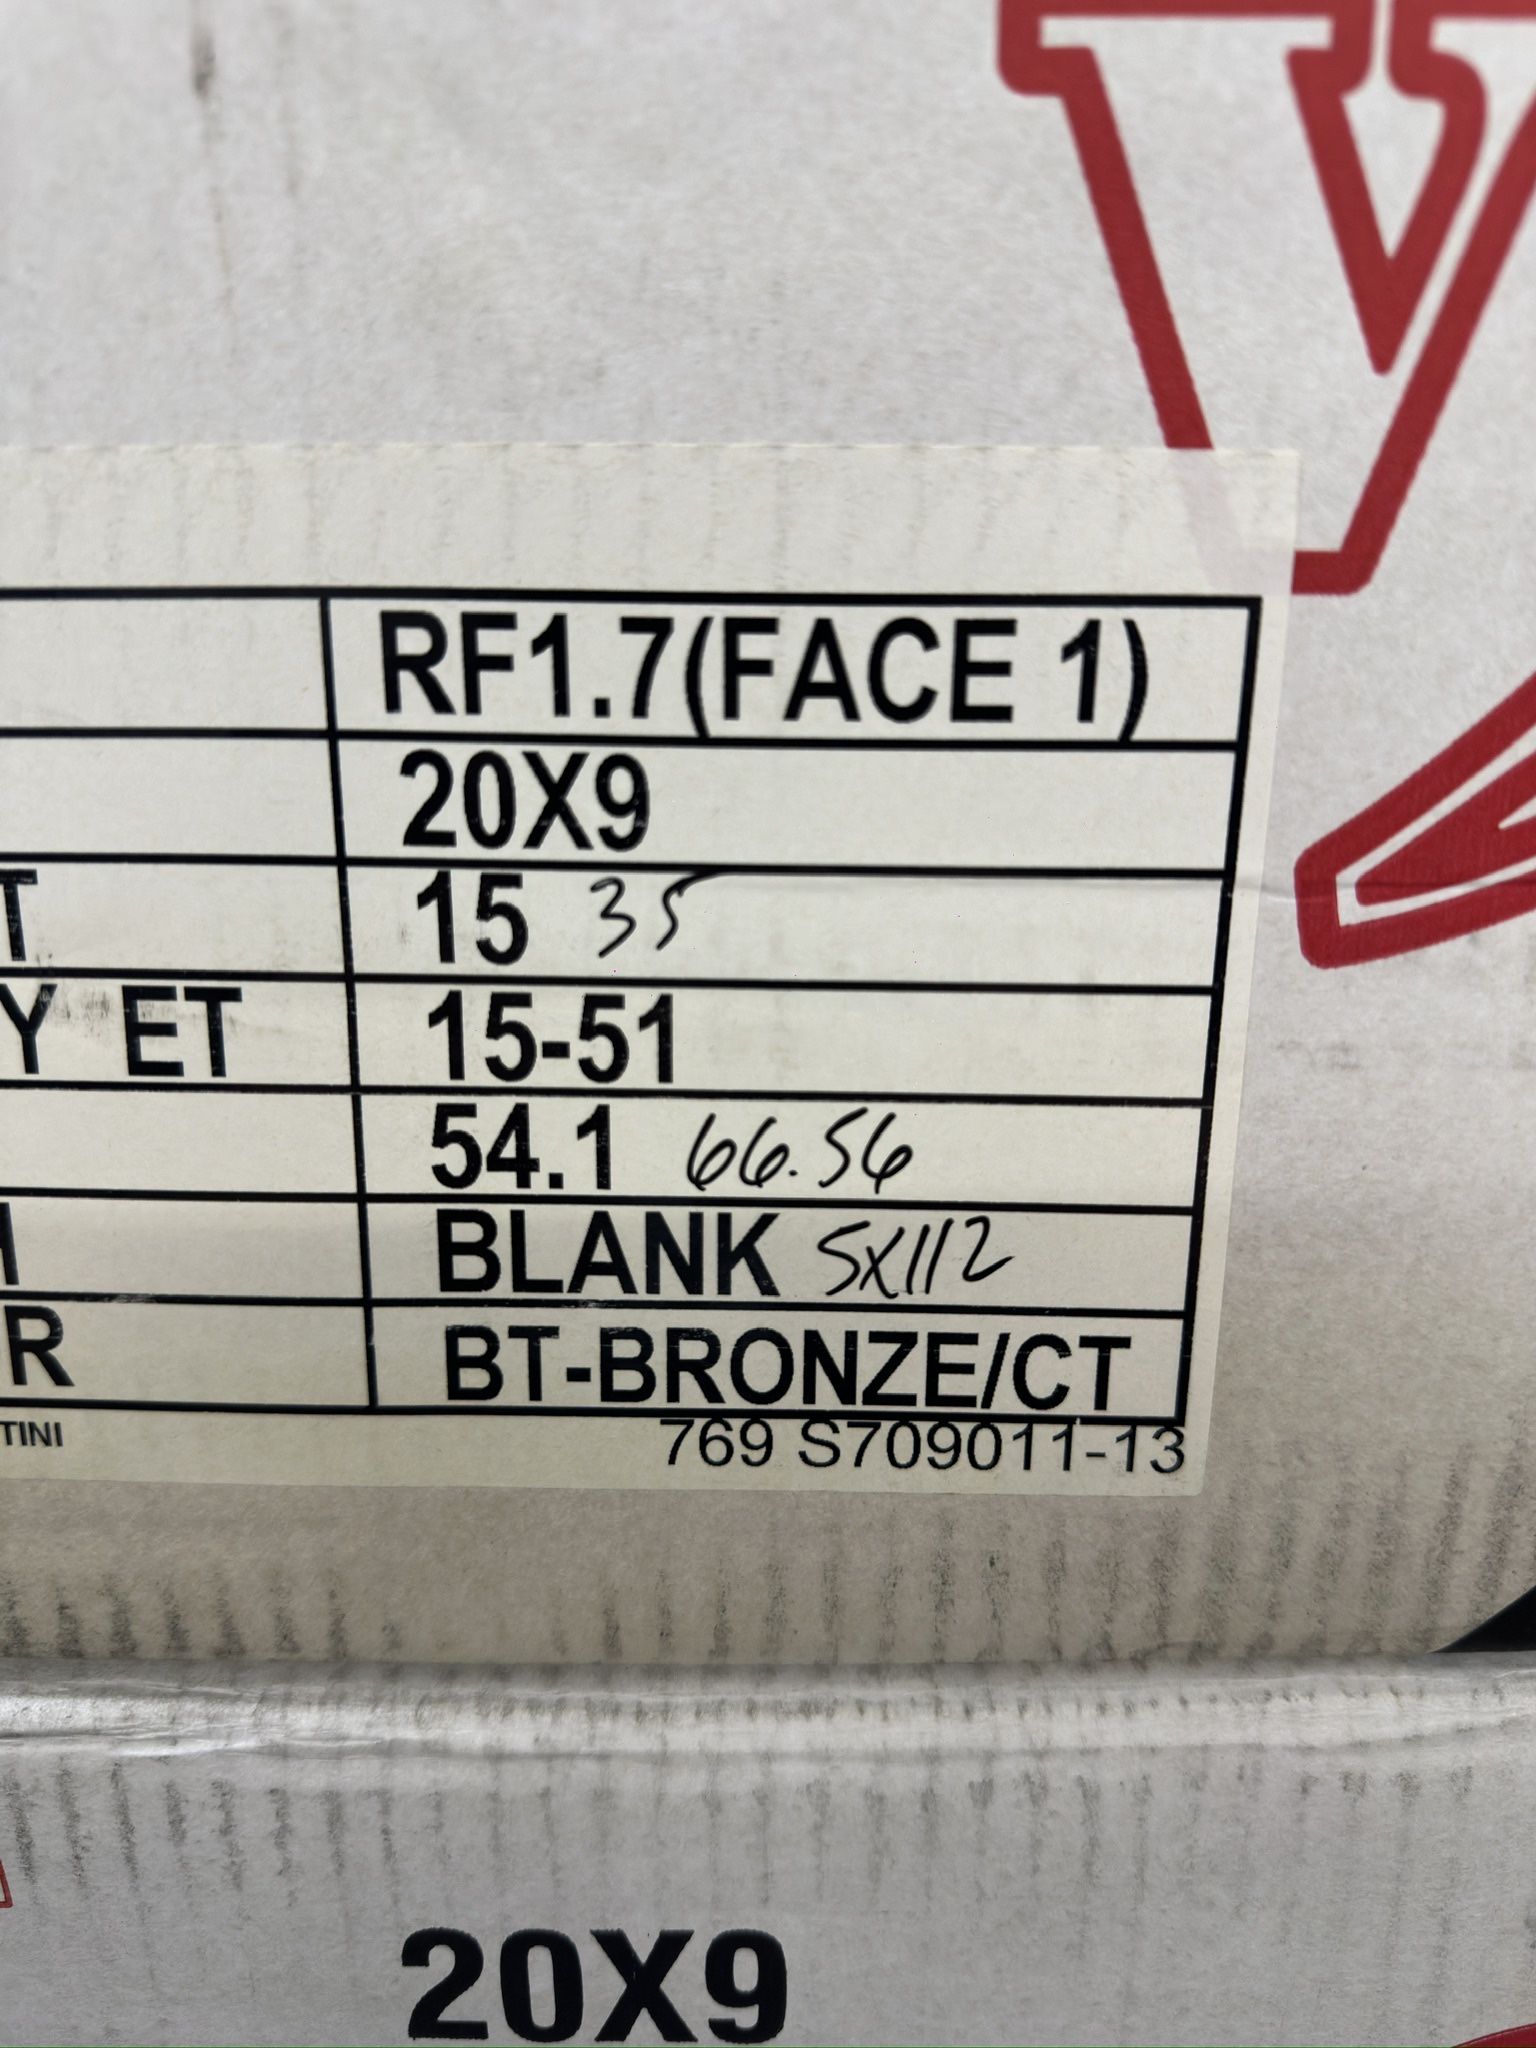 RF1.7(FACE 1)
20X9
T 15 35
Y ET 15-51
54.1 66.56
BLANK 5X112
R BT-BRONZE/CT
TINI 769 S709011-13
20X9